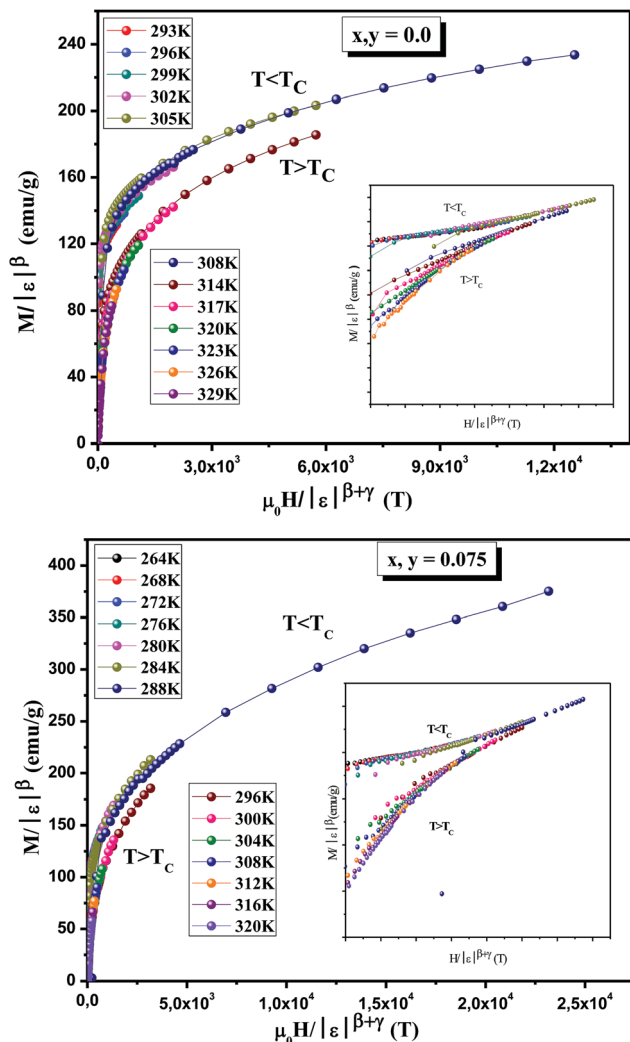 x,y = 0.0
293K
296K
299K
302K
305K
T<T_C
T>T_C
308K
314K
317K
320K
323K
326K
329K
M/|ε|^β (emu/g)
240
200
160
120
80
40
0
0,0
3,0x10³
6,0x10³
9,0x10³
1,2x10⁴
μ₀H/|ε|^β+γ (T)
T<T_C
T>T_C
M/|ε|^β (emu/g)
H/|ε|^β+γ (T)
x, y = 0.075
264K
268K
272K
276K
280K
284K
288K
T<T_C
T>T_C
296K
300K
304K
308K
312K
316K
320K
M/|ε|^β (emu/g)
400
350
300
250
200
150
100
50
0
0,0
5,0x10³
1,0x10⁴
1,5x10⁴
2,0x10⁴
2,5x10⁴
μ₀H/|ε|^β+γ (T)
T<T_C
T>T_C
M/|ε|^β (emu/g)
H/|ε|^β+γ (T)